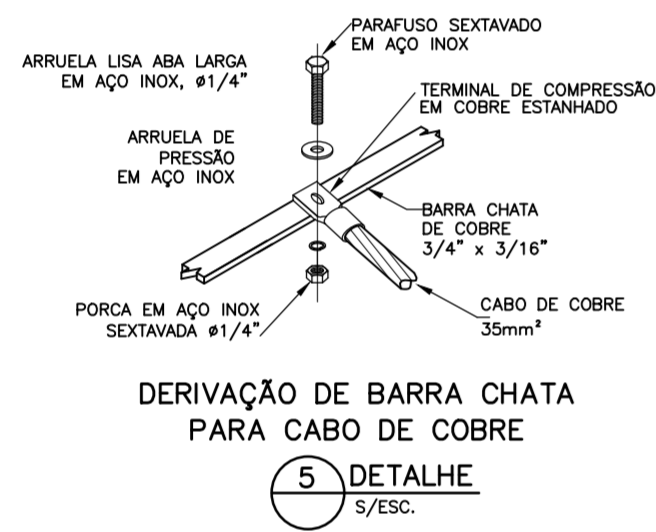 PARAFUSO SEXTAVADO
EM AÇO INOX
ARRUELA LISA ABA LARGA
EM AÇO INOX, ø1/4"
TERMINAL DE COMPRESSÃO
EM COBRE ESTANHADO
ARRUELA DE
PRESSÃO
EM AÇO INOX
BARRA CHATA
DE COBRE
3/4" x 3/16"
PORCA EM AÇO INOX
SEXTAVADA ø1/4"
CABO DE COBRE
35mm²
DERIVAÇÃO DE BARRA CHATA
PARA CABO DE COBRE
5 DETALHE
S/ESC.